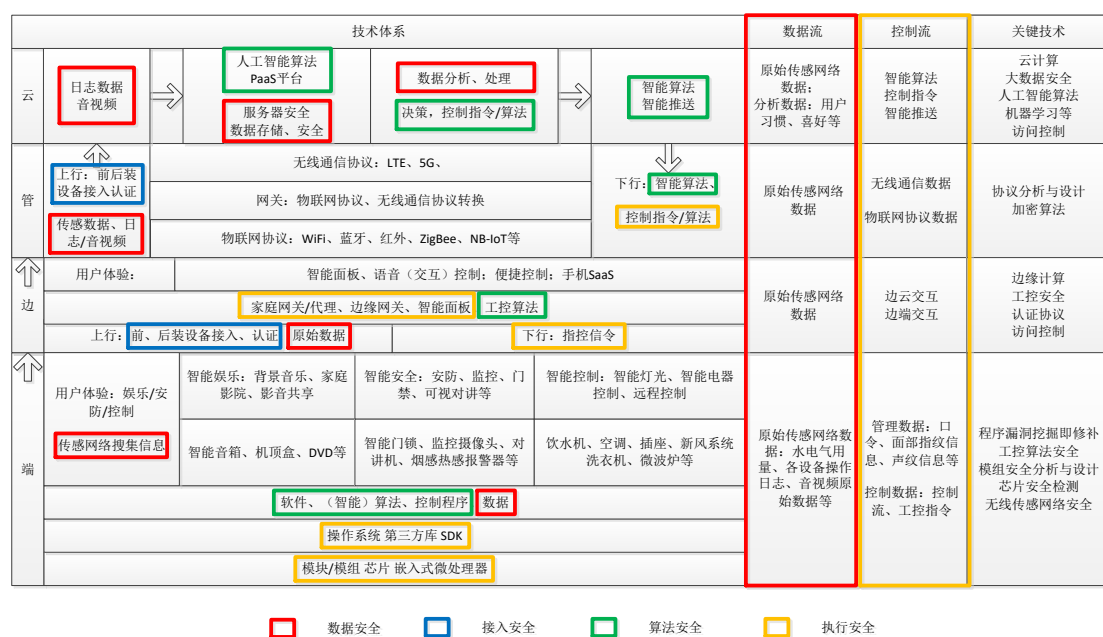 技术体系
数据流
控制流
关键技术
云
日志数据
音视频
人工智能算法
PaaS平台
服务器安全
数据存储、安全
数据分析、处理
决策，控制指令/算法
智能算法
智能推送
原始传感网络
数据；
分析数据：用户
习惯、喜好等
智能算法
控制指令
智能推送
云计算
大数据安全
人工智能算法
机器学习等
访问控制
管
上行：前后装
设备接入认证
传感数据、日
志/音视频
无线通信协议：LTE、5G、
网关：物联网协议、无线通信协议转换
物联网协议：WiFi、蓝牙、红外、ZigBee、NB-IoT等
下行：智能算法、
控制指令/算法
原始传感网络
数据
无线通信数据
物联网协议数据
协议分析与设计
加密算法
边
用户体验：
智能面板、语音（交互）控制；便捷控制；手机SaaS
家庭网关/代理、边缘网关、智能面板
工控算法
上行：前、后装设备接入、认证
原始数据
下行：指控信令
原始传感网络
数据
边云交互
边端交互
边缘计算
工控安全
认证协议
访问控制
端
用户体验：娱乐/安
防/控制
传感网络搜集信息
智能娱乐：背景音乐、家庭
影院、影音共享
智能安全：安防、监控、门
禁、可视对讲等
智能控制：智能灯光、智能电器
控制、远程控制
智能音箱、机顶盒、DVD等
智能门锁、监控摄像头、对
讲机、烟感热感报警器等
饮水机、空调、插座、新风系统
洗衣机、微波炉等
软件、（智能）算法、控制程序
数据
操作系统 第三方库 SDK
模块/模组 芯片 嵌入式微处理器
原始传感网络数
据：水电气用
量、各设备操作
日志、音视频原
始数据等
管理数据：口
令、面部指纹信
息、声纹信息等
控制数据：控制
流、工控指令
程序漏洞挖掘即修补
工控算法安全
模组安全分析与设计
芯片安全检测
无线传感网络安全
数据安全
接入安全
算法安全
执行安全